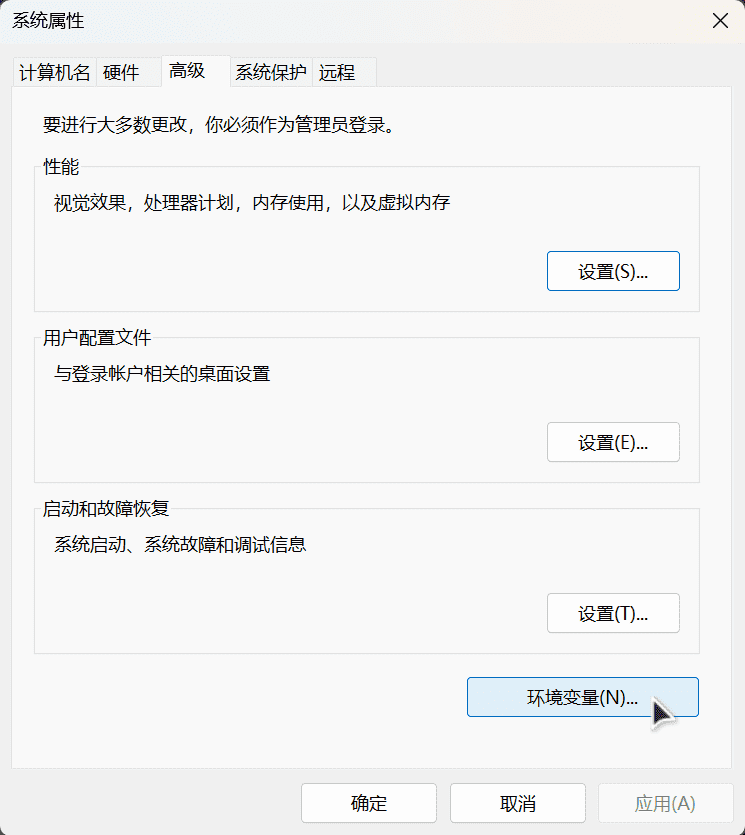 系统属性
计算机名 硬件 高级 系统保护 远程
要进行大多数更改，你必须作为管理员登录。
性能
视觉效果，处理器计划，内存使用，以及虚拟内存
设置(S)...
用户配置文件
与登录帐户相关的桌面设置
设置(E)...
启动和故障恢复
系统启动、系统故障和调试信息
设置(T)...
环境变量(N)...
确定 取消 应用(A)